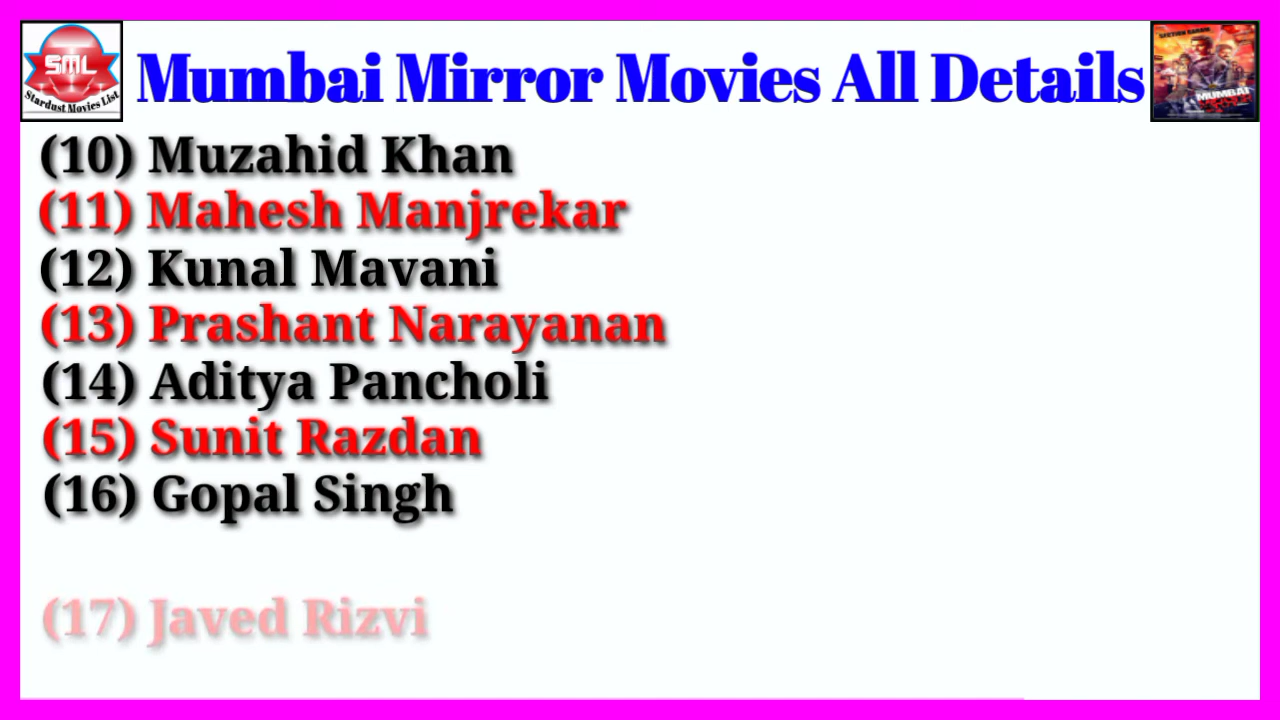 SML
Stardust Movies List
Mumbai Mirror Movies All Details
MUMBAI
(10) Muzahid Khan
(11) Mahesh Manjrekar
(12) Kunal Mavani
(13) Prashant Narayanan
(14) Aditya Pancholi
(15) Sunit Razdan
(16) Gopal Singh
(17) Javed Rizvi